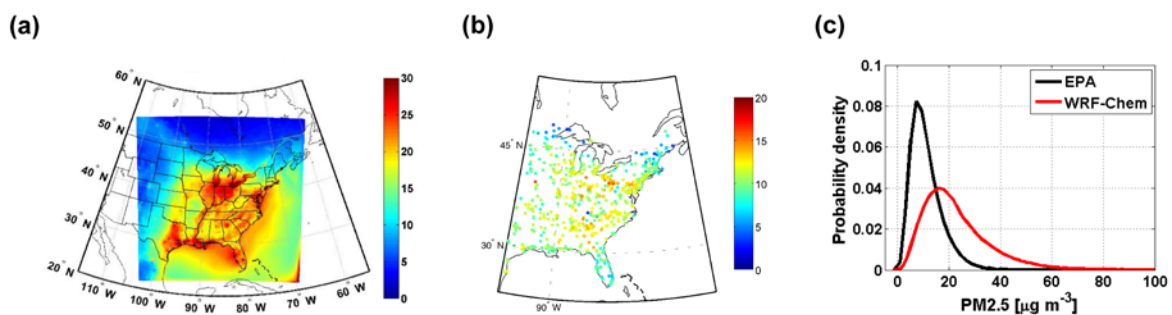 (a)
60° N
50° N
40° N
30° N
20° N
110° W
100° W
90° W
80° W
70° W
60° W
30
25
20
15
10
5
0
(b)
45° N
30° N
90° W
20
15
10
5
0
(c)
0.1
0.08
0.06
0.04
0.02
0
Probability density
EPA
WRF-Chem
0 20 40 60 80 100
PM2.5 [µg m⁻³]